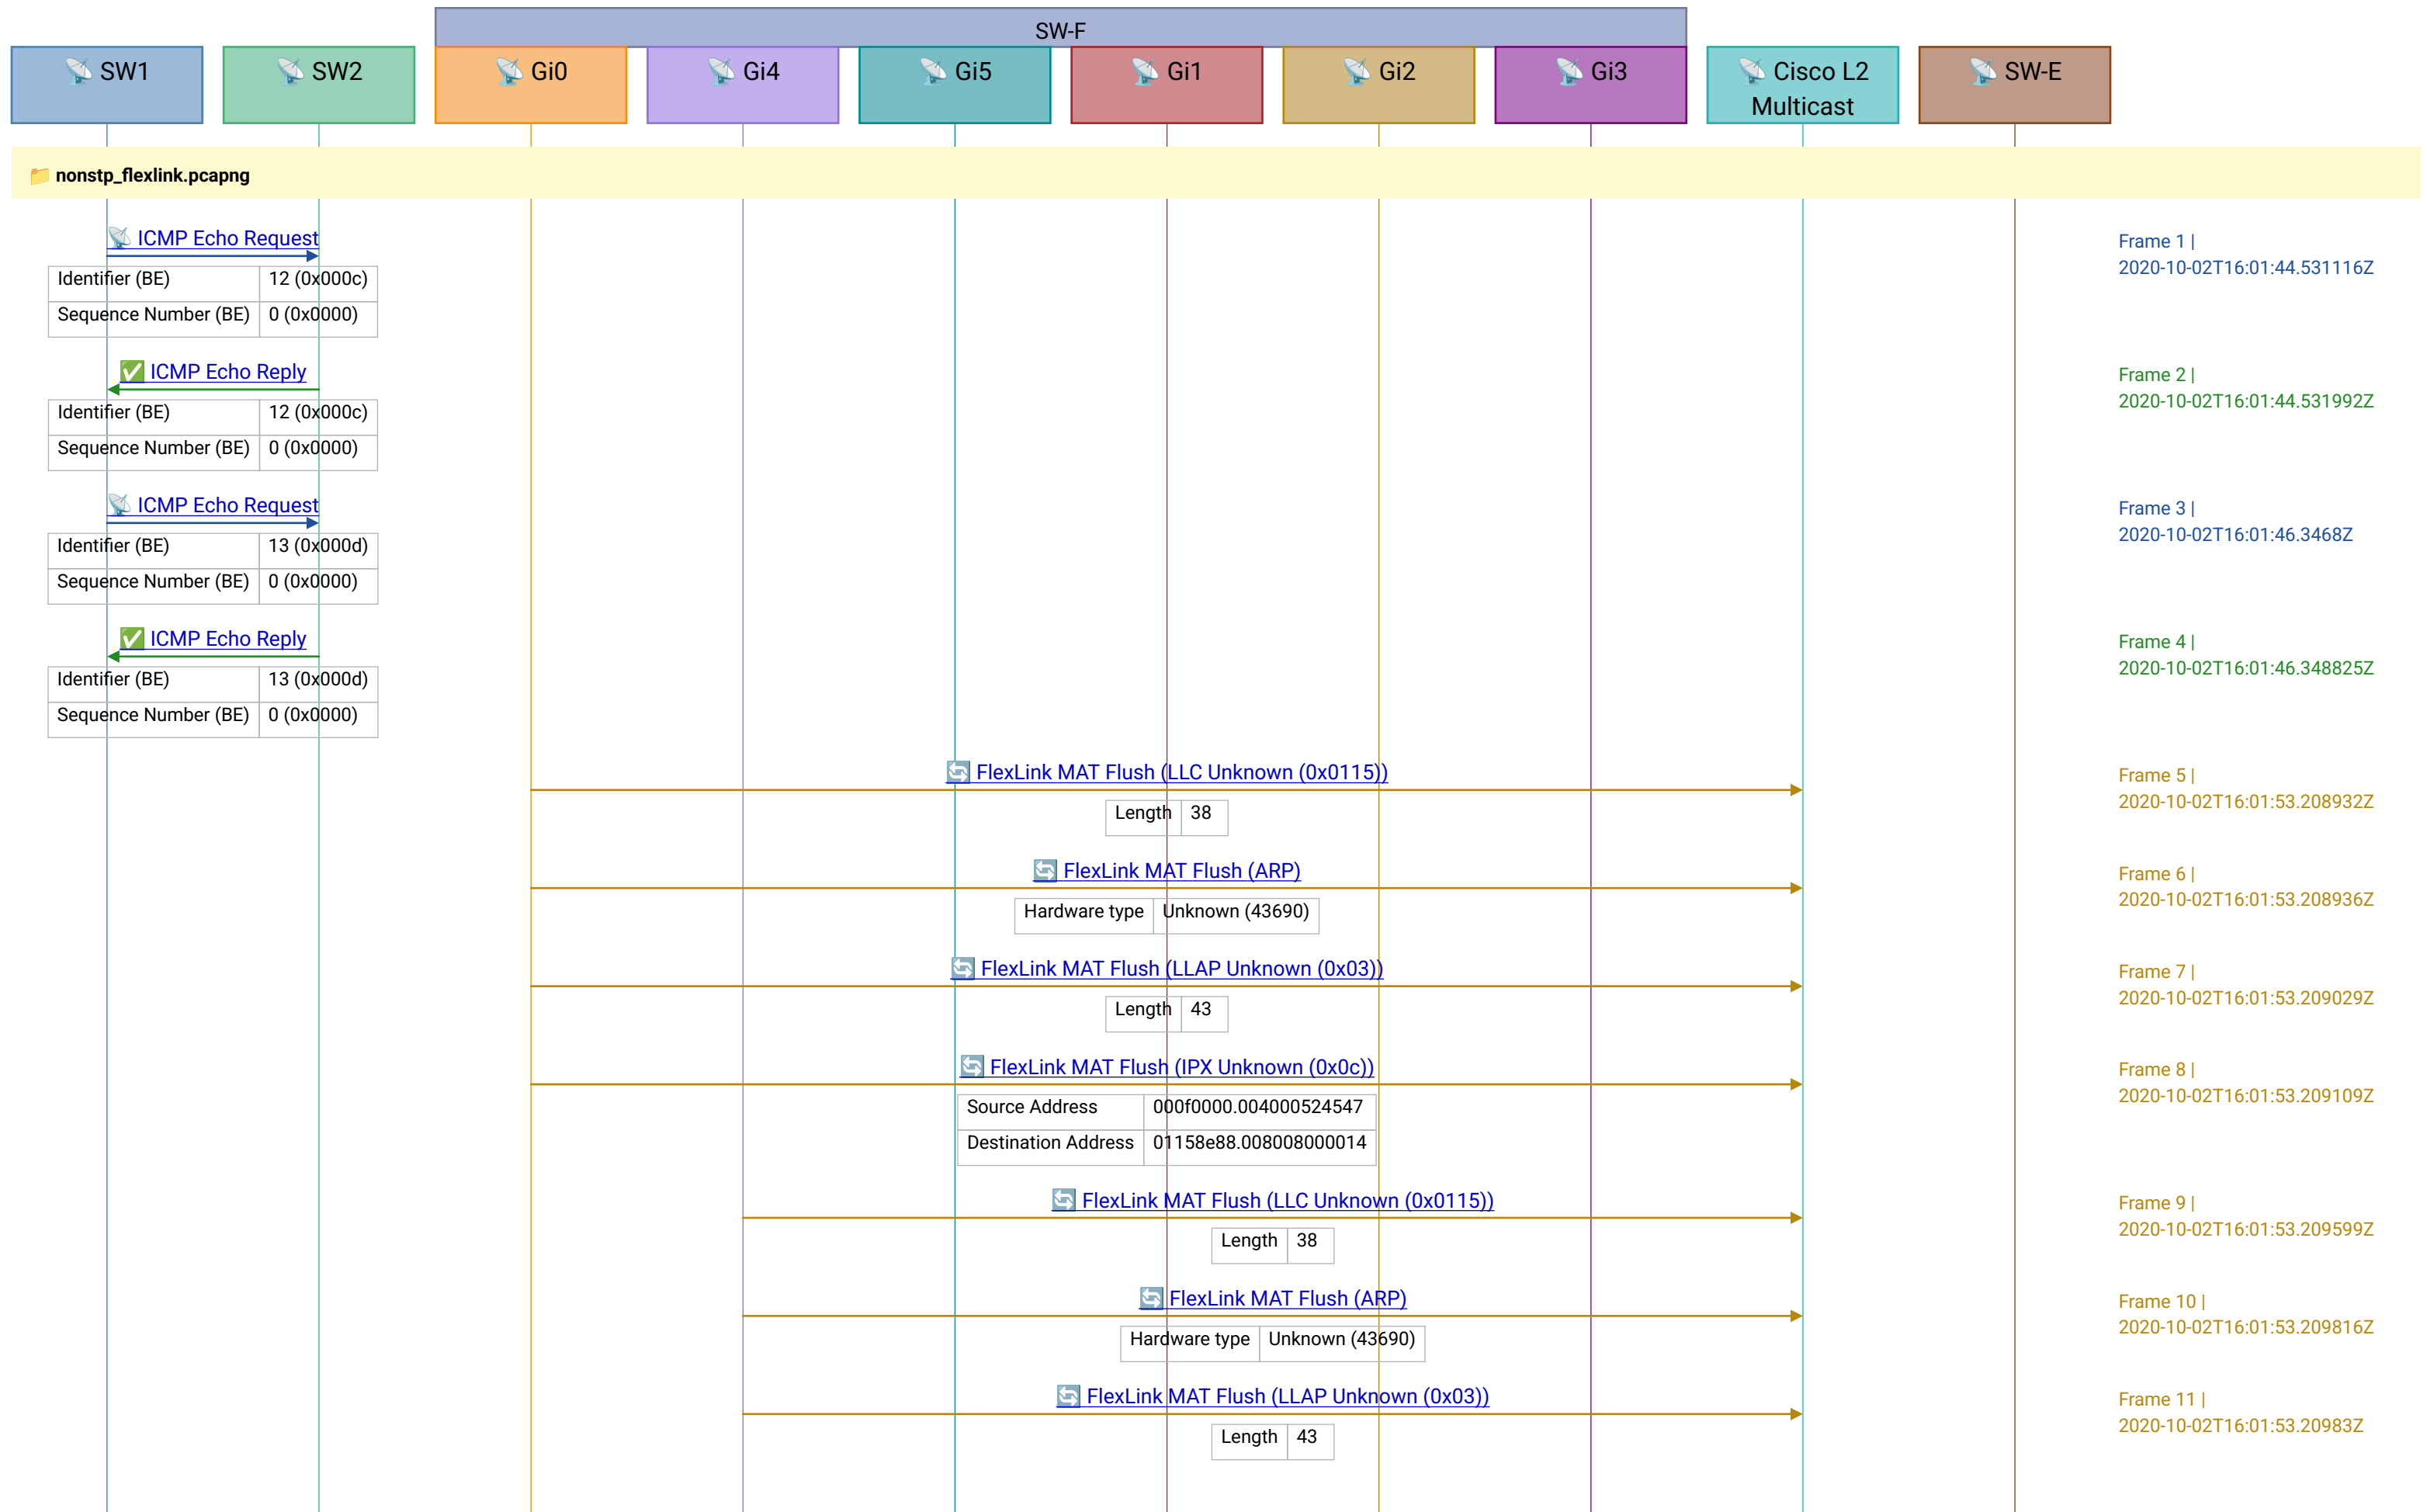 SW-F
SW1
SW2
Gi0
Gi4
Gi5
Gi1
Gi2
Gi3
Cisco L2
Multicast
SW-E
nonstp_flexlink.pcapng
ICMP Echo Request
Frame 1 |
2020-10-02T16:01:44.531116Z
Identifier (BE) 12 (0x000c)
Sequence Number (BE) 0 (0x0000)
ICMP Echo Reply
Frame 2 |
2020-10-02T16:01:44.531992Z
Identifier (BE) 12 (0x000c)
Sequence Number (BE) 0 (0x0000)
ICMP Echo Request
Frame 3 |
2020-10-02T16:01:46.3468Z
Identifier (BE) 13 (0x000d)
Sequence Number (BE) 0 (0x0000)
ICMP Echo Reply
Frame 4 |
2020-10-02T16:01:46.348825Z
Identifier (BE) 13 (0x000d)
Sequence Number (BE) 0 (0x0000)
FlexLink MAT Flush (LLC Unknown (0x0115))
Frame 5 |
2020-10-02T16:01:53.208932Z
Length 38
FlexLink MAT Flush (ARP)
Frame 6 |
2020-10-02T16:01:53.208936Z
Hardware type Unknown (43690)
FlexLink MAT Flush (LLAP Unknown (0x03))
Frame 7 |
2020-10-02T16:01:53.209029Z
Length 43
FlexLink MAT Flush (IPX Unknown (0x0c))
Frame 8 |
2020-10-02T16:01:53.209109Z
Source Address 000f0000.004000524547
Destination Address 01158e88.008008000014
FlexLink MAT Flush (LLC Unknown (0x0115))
Frame 9 |
2020-10-02T16:01:53.209599Z
Length 38
FlexLink MAT Flush (ARP)
Frame 10 |
2020-10-02T16:01:53.209816Z
Hardware type Unknown (43690)
FlexLink MAT Flush (LLAP Unknown (0x03))
Frame 11 |
2020-10-02T16:01:53.20983Z
Length 43